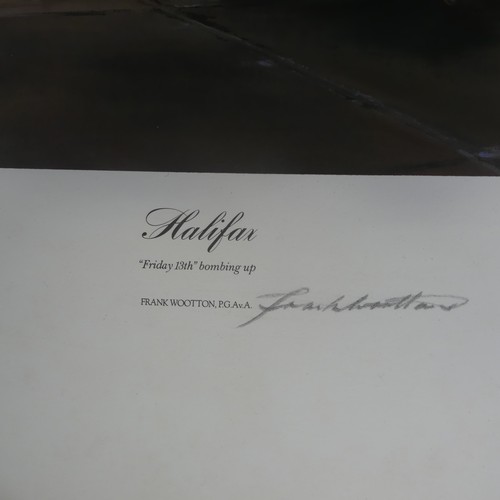 Halifax
"Friday 13th" bombing up
FRANK WOOTTON, P.G.Av.A. Frank Wootton